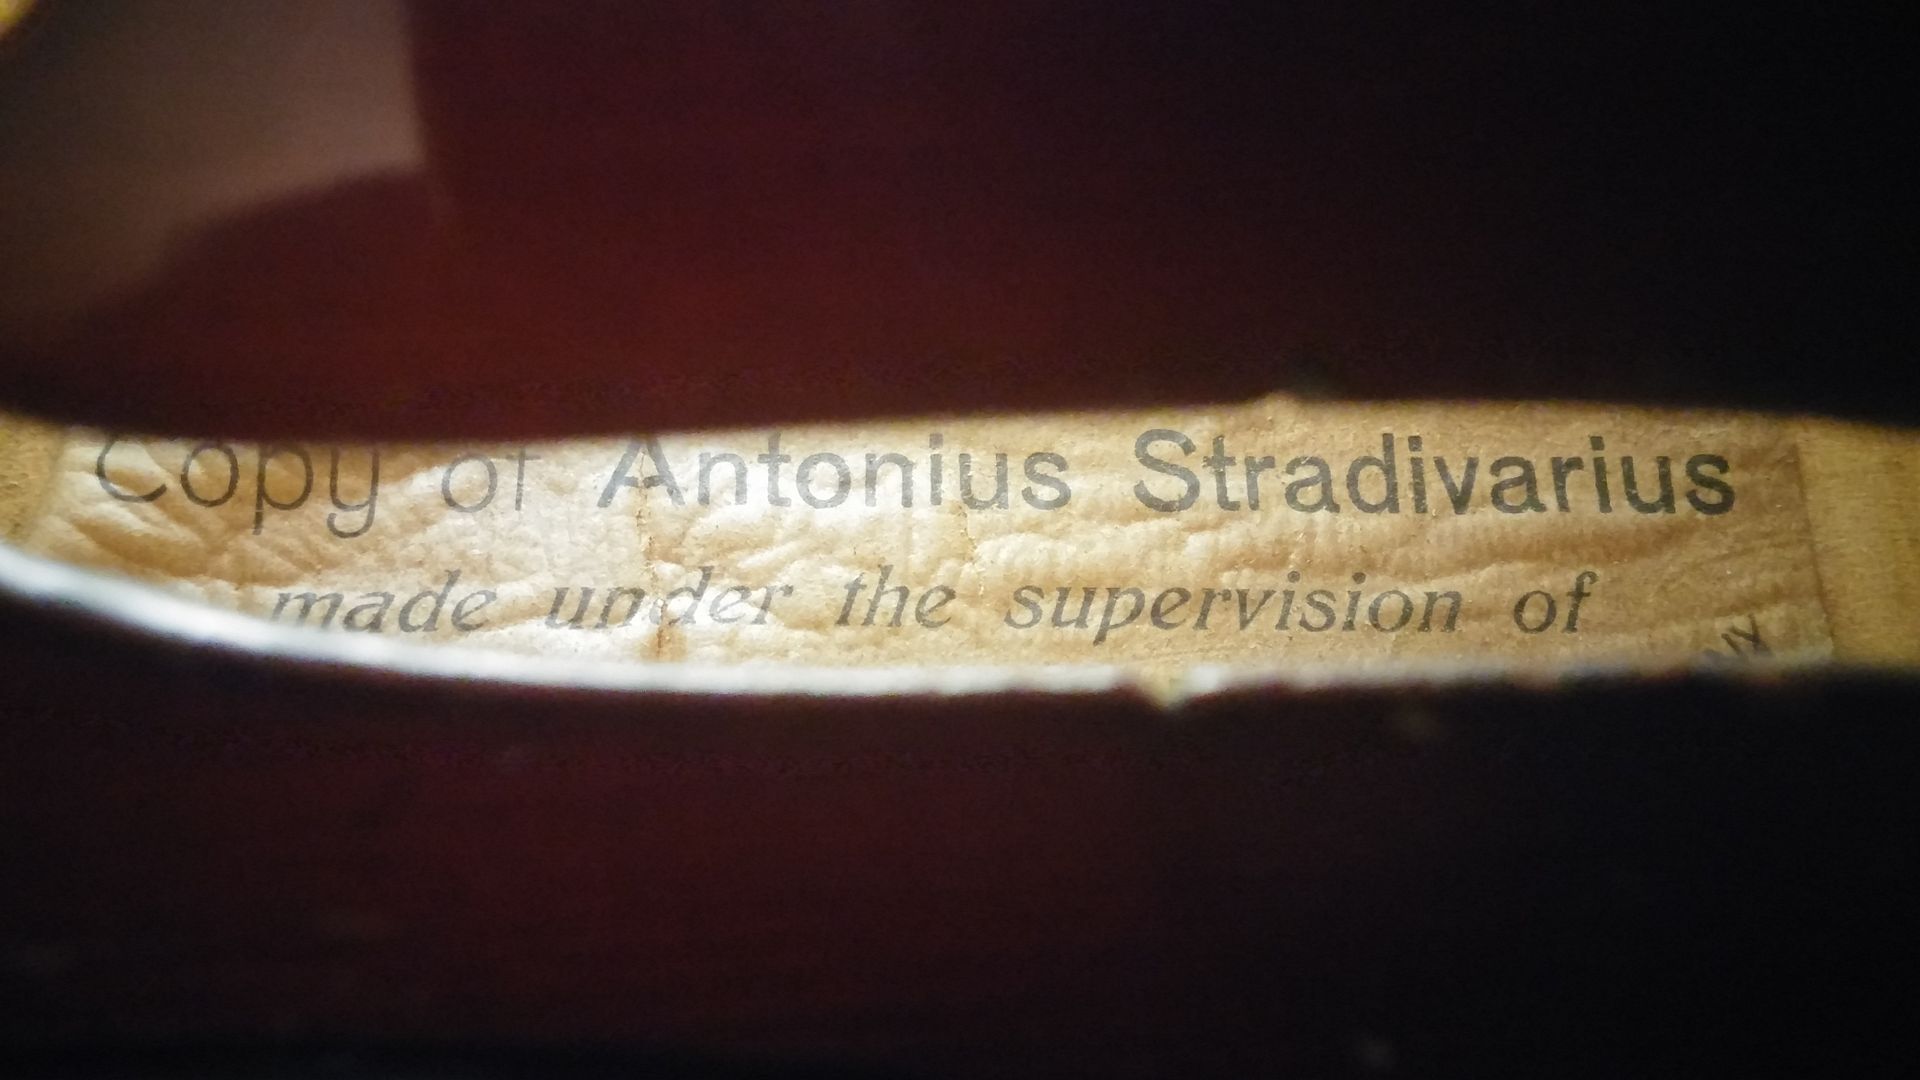 Copy of Antonius Stradivarius
made under the supervision of